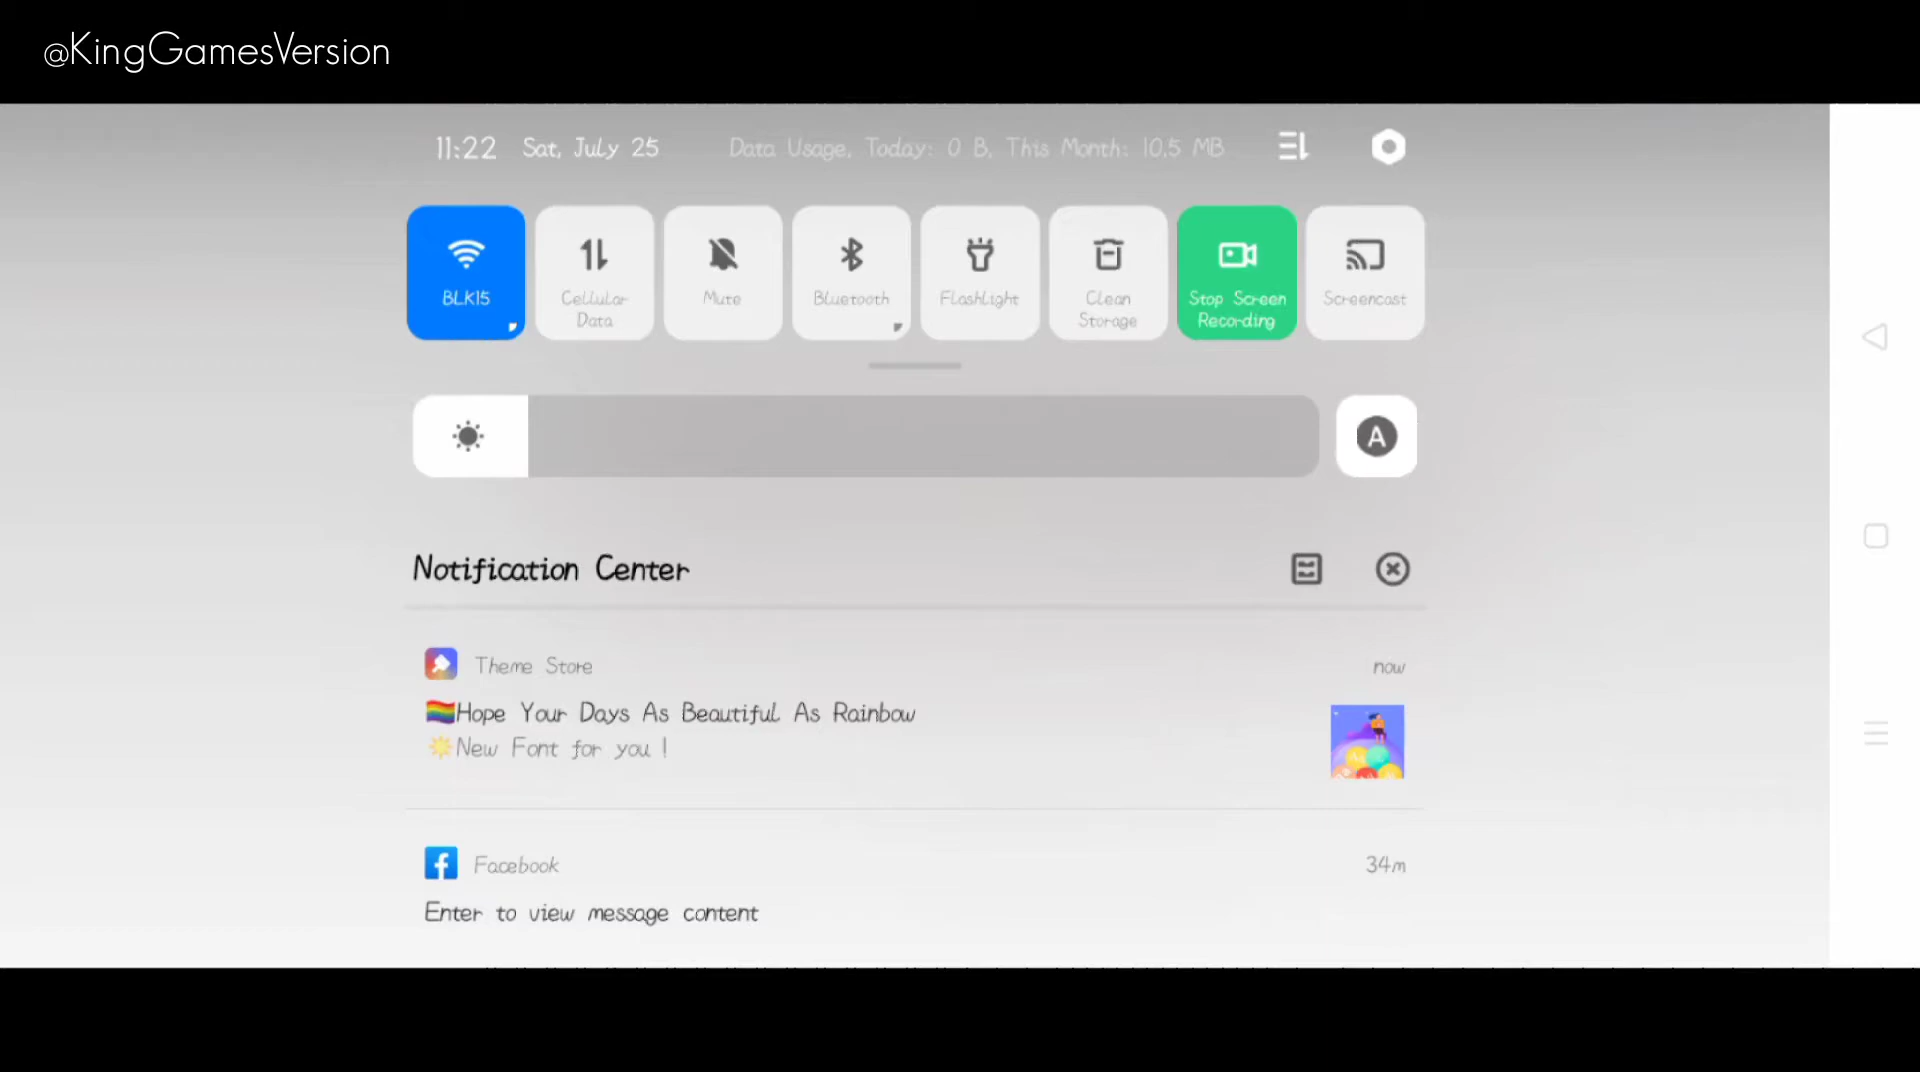 @KingGamesVersion
11:22 Sat, July 25 Data Usage, Today: 0 B, This Month: 10.5 MB
BLK15
Cellular
Data
Mute
Bluetooth
Flashlight
Clean
Storage
Stop Screen
Recording
Screencast
A
Notification Center
Theme Store now
🏳️‍🌈Hope Your Days As Beautiful As Rainbow
☀️New Font for you !
Facebook 34m
Enter to view message content